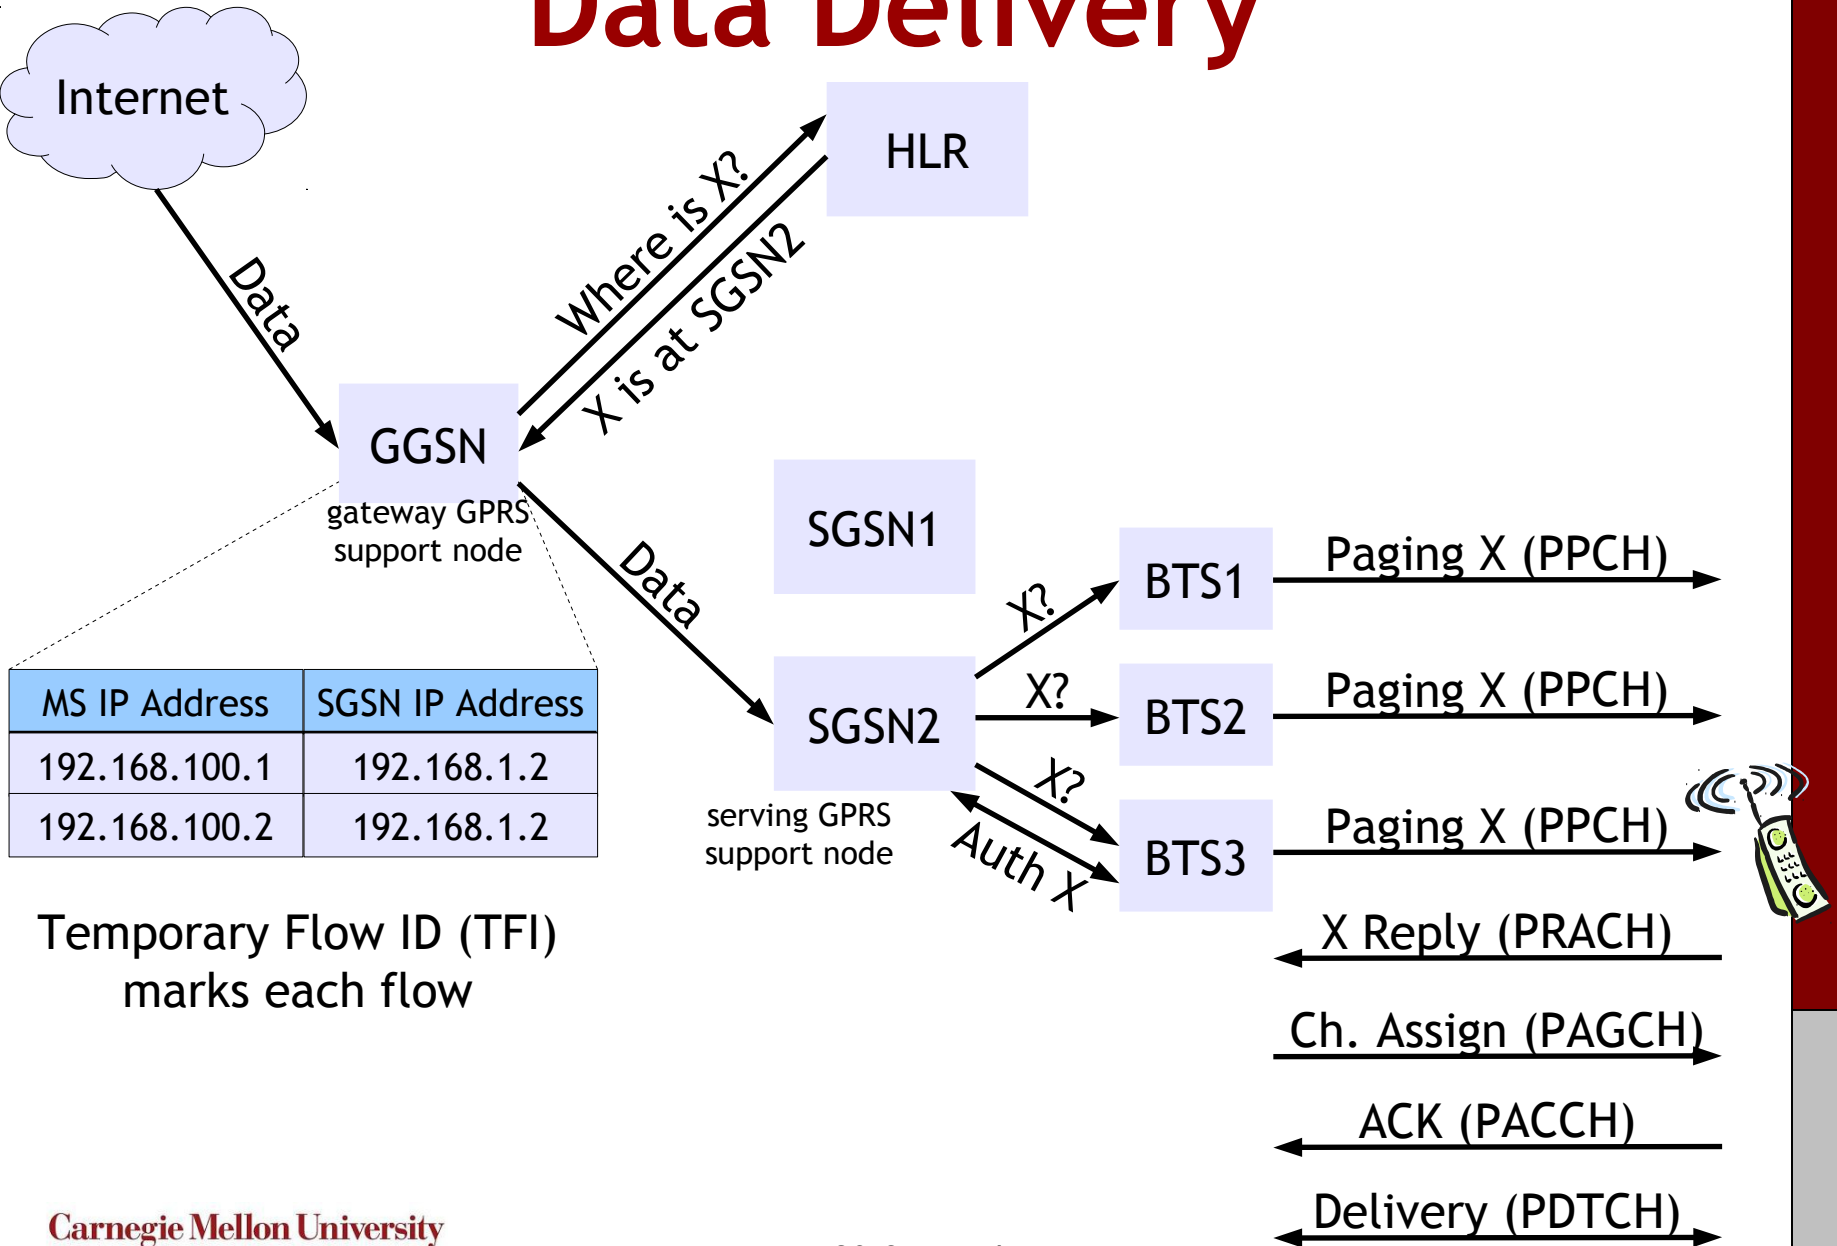 Data Delivery
Internet
HLR
Where is X?
X is at SGSN2
Data
GGSN
gateway GPRS
support node
SGSN1
Data
BTS1
Paging X (PPCH)
X?
SGSN2
X?
BTS2
Paging X (PPCH)
MS IP Address SGSN IP Address
192.168.100.1 192.168.1.2
192.168.100.2 192.168.1.2
X?
serving GPRS
support node
Auth X
BTS3
Paging X (PPCH)
Temporary Flow ID (TFI)
marks each flow
X Reply (PRACH)
Ch. Assign (PAGCH)
ACK (PACCH)
Delivery (PDTCH)
Carnegie Mellon University